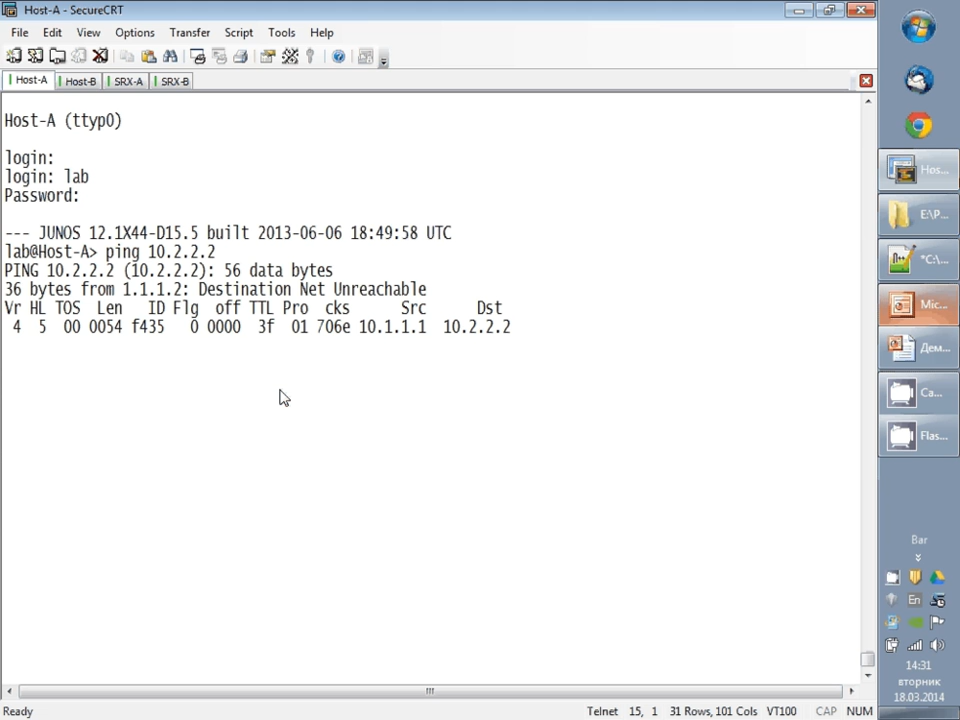 Host-A - SecureCRT
File Edit View Options Transfer Script Tools Help
Host-A Host-B SRX-A SRX-B
Host-A (ttyp0)
login:
login: lab
Password:
--- JUNOS 12.1X44-D15.5 built 2013-06-06 18:49:58 UTC
lab@Host-A> ping 10.2.2.2
PING 10.2.2.2 (10.2.2.2): 56 data bytes
36 bytes from 1.1.1.2: Destination Net Unreachable
Vr HL TOS Len ID Flg off TTL Pro cks Src Dst
4 5 00 0054 f435 0 0000 3f 01 706e 10.1.1.1 10.2.2.2
Ready
Telnet 15, 1 31 Rows, 101 Cols VT100 CAP NUM
Hos...
E\P...
*C:\...
Mic...
Дем...
Ca...
Flas...
Bar
En
14:31
вторник
18.03.2014